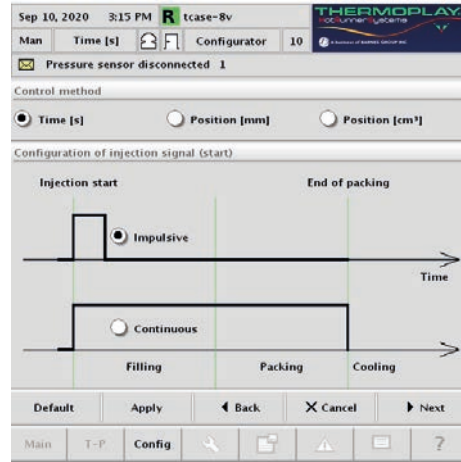 Sep 10, 2020 3:15 PM R tcase-8v
THERMOPLAY
HotRunnerSystems
Man Time [s] Configurator 10
Pressure sensor disconnected 1
Control method
Time [s] Position [mm] Position [cm³]
Configuration of injection signal (start)
Injection start End of packing
Impulsive
Time
Continuous
Filling Packing Cooling
Default Apply Back Cancel Next
Main T-P Config ?